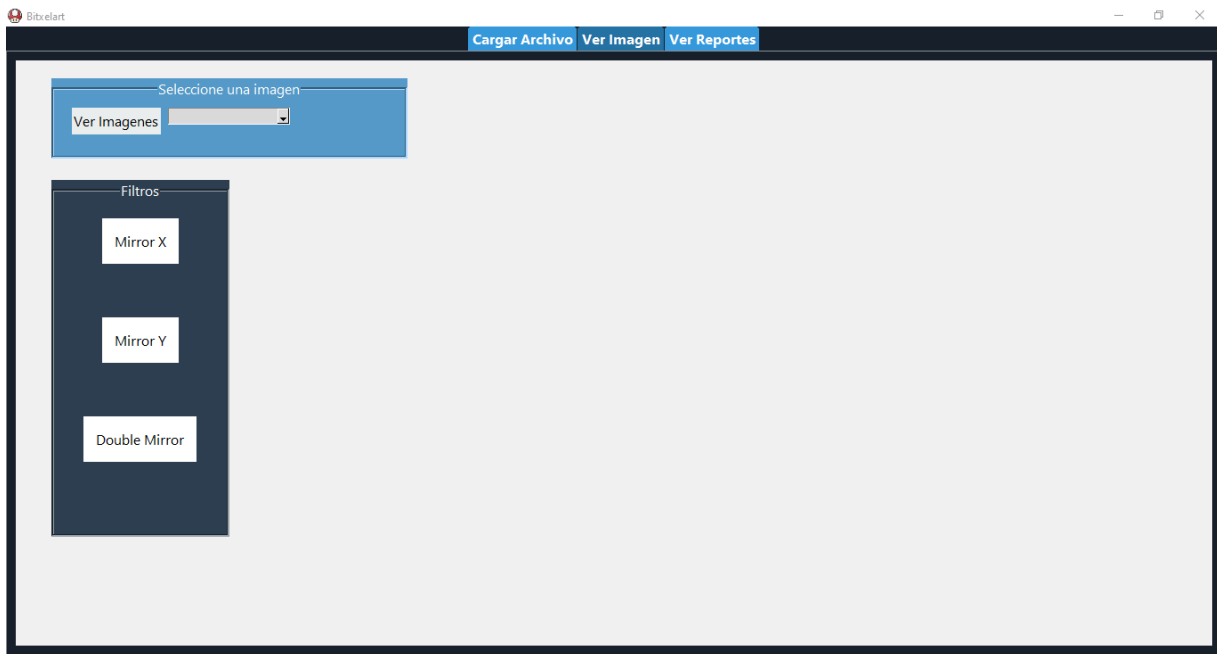 Bitxelart
Cargar Archivo Ver Imagen Ver Reportes
Seleccione una imagen
Ver Imagenes
Filtros
Mirror X
Mirror Y
Double Mirror